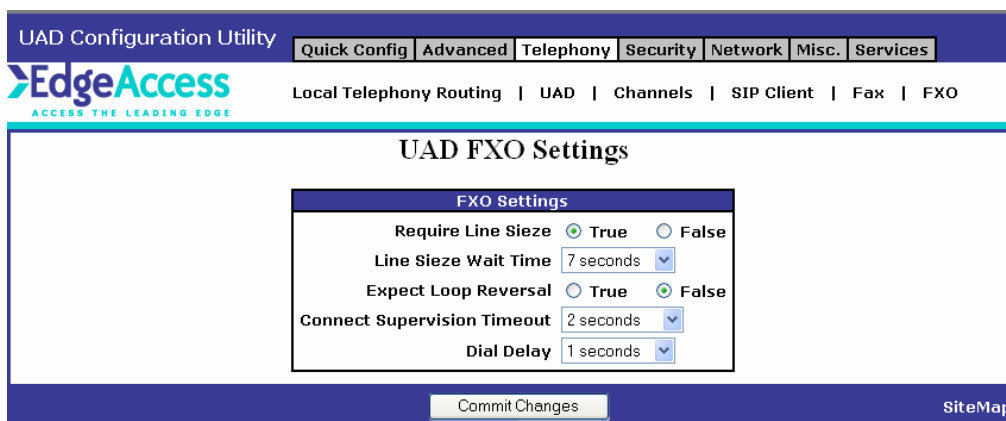 UAD Configuration Utility
Quick Config Advanced Telephony Security Network Misc. Services
EdgeAccess
ACCESS THE LEADING EDGE
Local Telephony Routing | UAD | Channels | SIP Client | Fax | FXO
UAD FXO Settings
FXO Settings
Require Line Sieze True False
Line Sieze Wait Time 7 seconds
Expect Loop Reversal True False
Connect Supervision Timeout 2 seconds
Dial Delay 1 seconds
Commit Changes
SiteMap